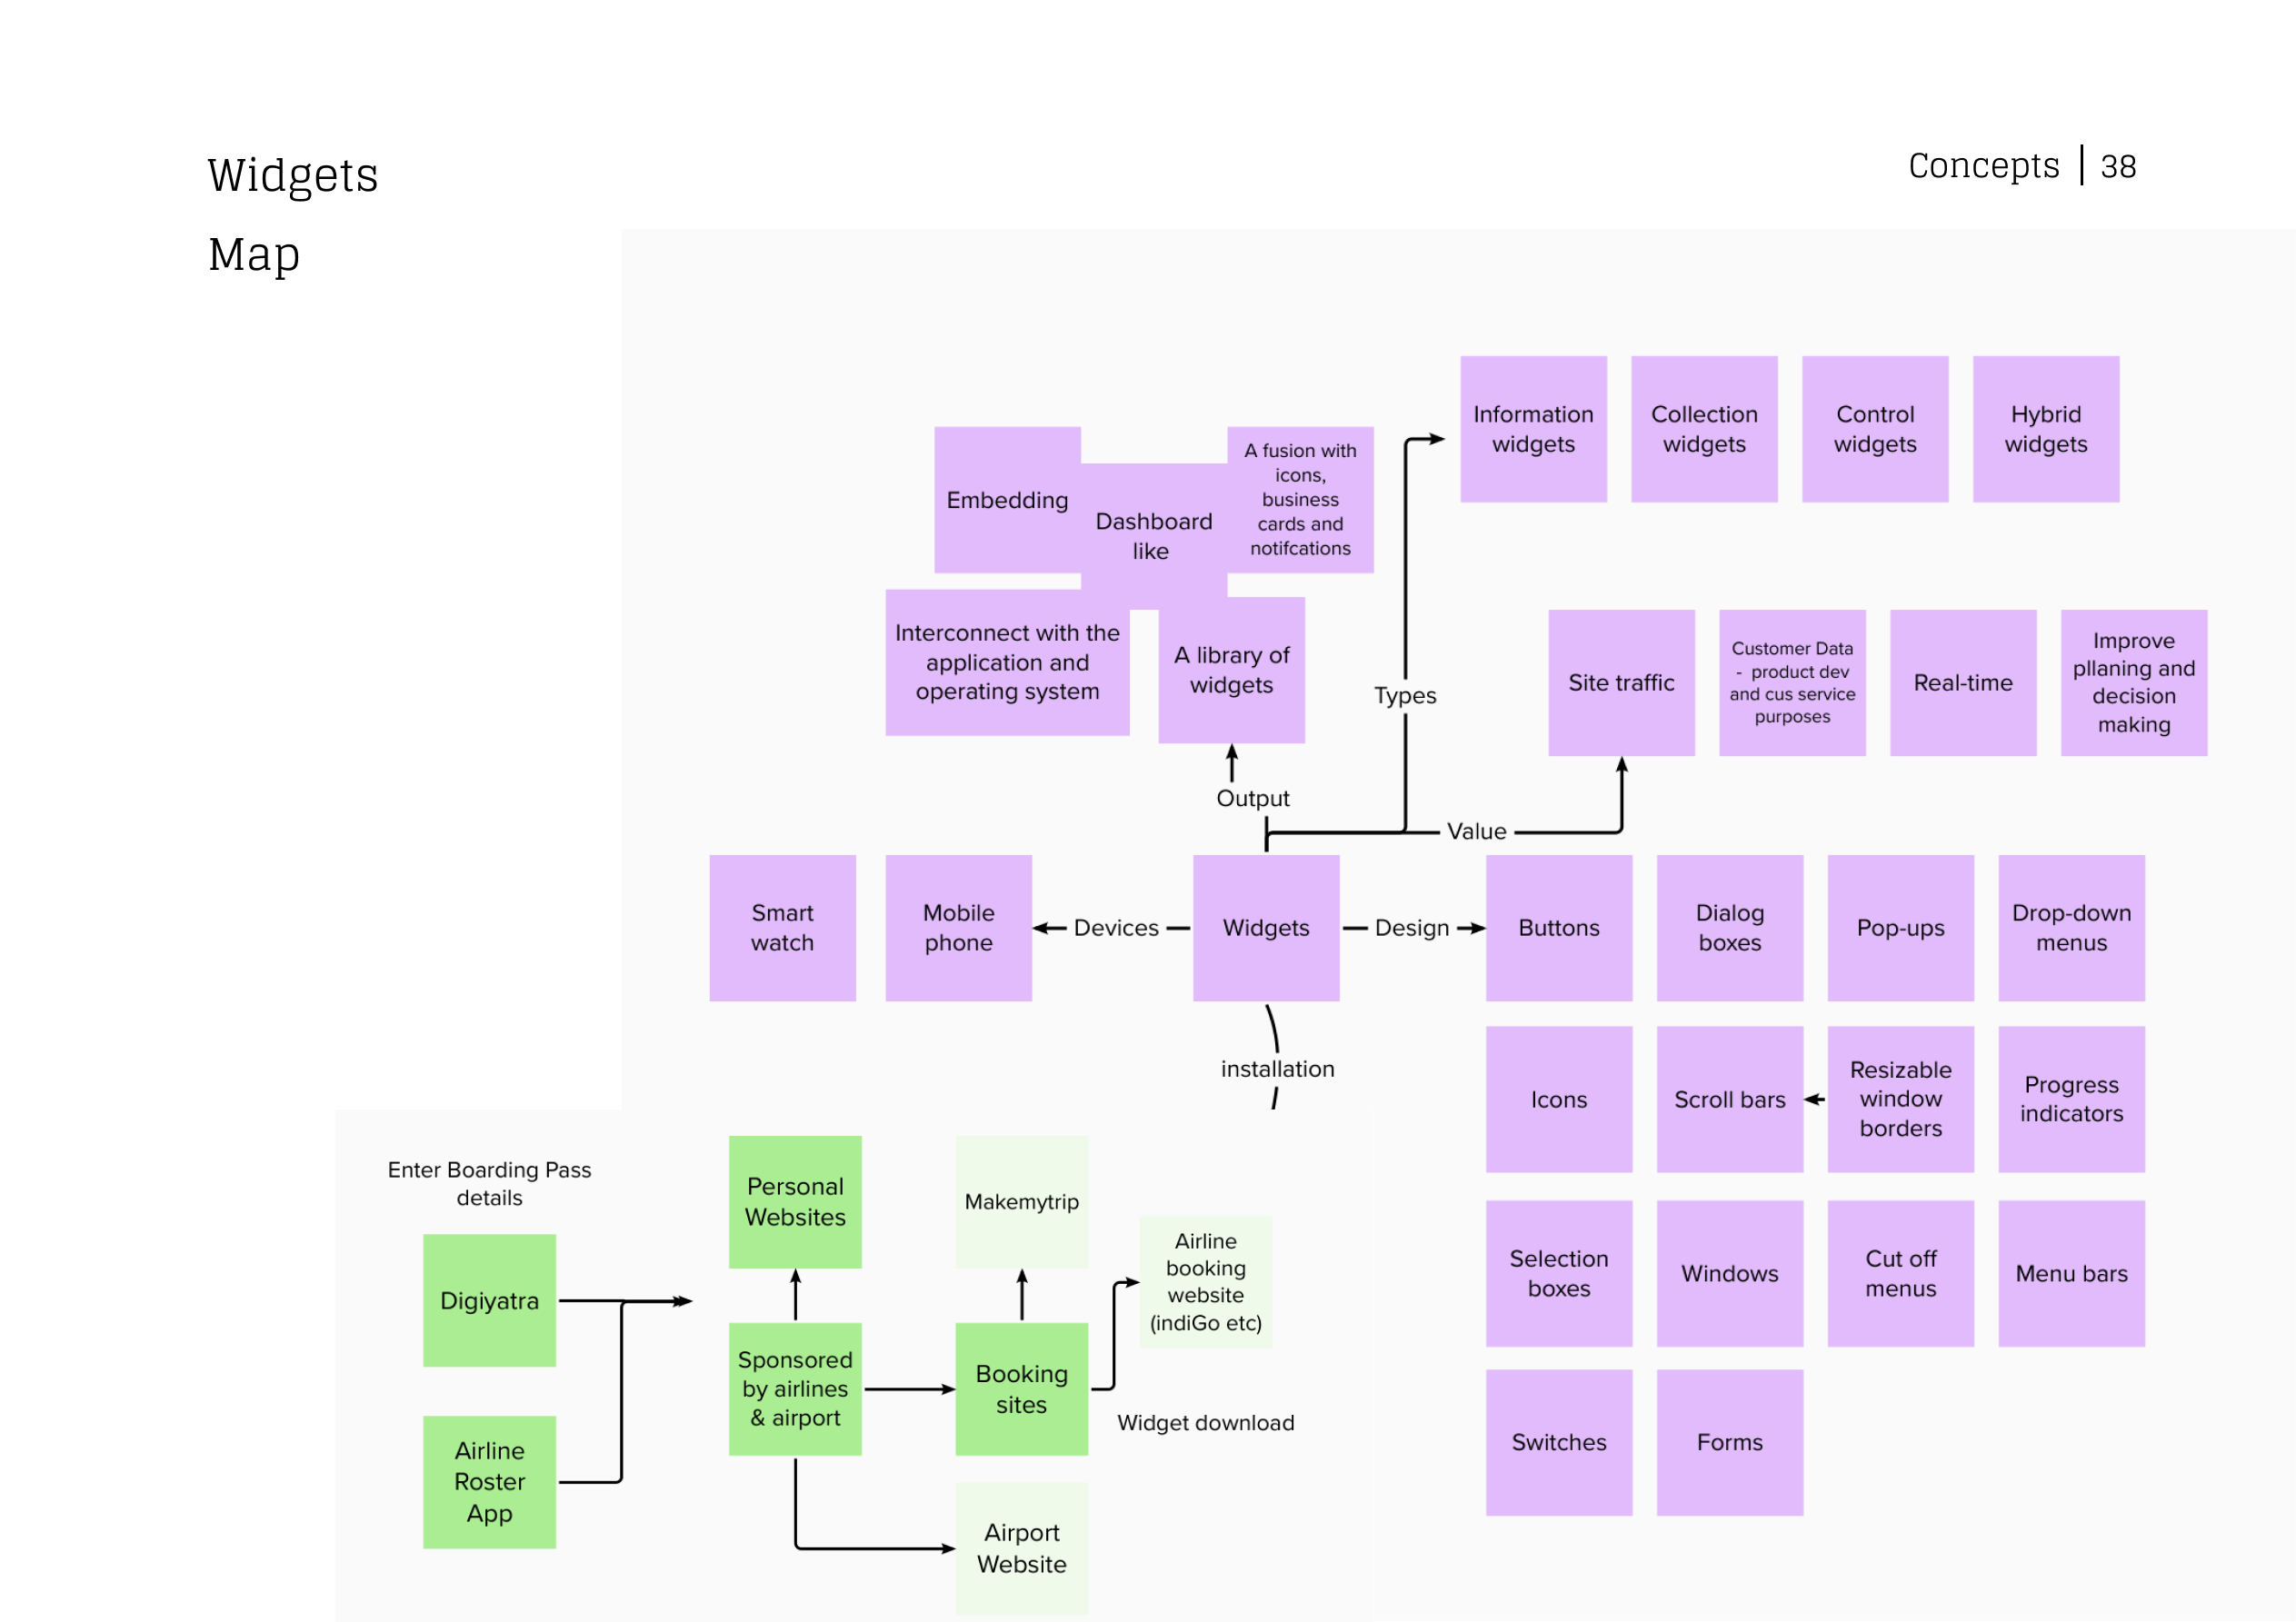 Widgets
Map
Concepts | 38
Information
widgets
Collection
widgets
Control
widgets
Hybrid
widgets
Embedding
Dashboard
like
A fusion with
icons,
business
cards and
notifcations
Interconnect with the
application and
operating system
A library of
widgets
Types
Site traffic
Customer Data
- product dev
and cus service
purposes
Real-time
Improve
pllaning and
decision
making
Output
Value
Smart
watch
Mobile
phone
Devices
Widgets
Design
Buttons
Dialog
boxes
Pop-ups
Drop-down
menus
installation
Icons
Scroll bars
Resizable
window
borders
Progress
indicators
Selection
boxes
Windows
Cut off
menus
Menu bars
Switches
Forms
Enter Boarding Pass
details
Digiyatra
Airline
Roster
App
Personal
Websites
Makemytrip
Airline
booking
website
(indiGo etc)
Sponsored
by airlines
& airport
Booking
sites
Widget download
Airport
Website